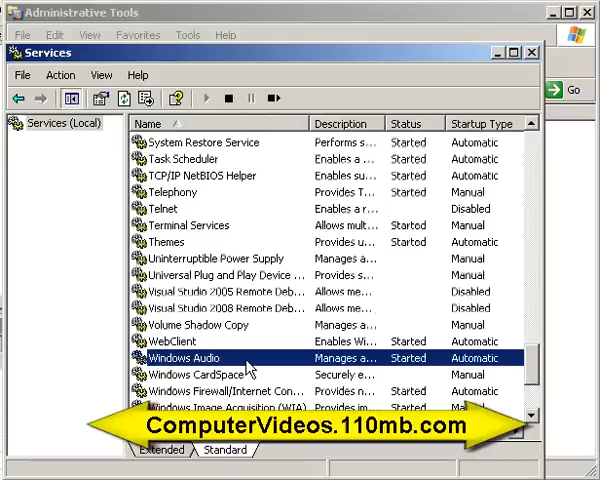 Administrative Tools
File Edit View Favorites Tools Help
Services
File Action View Help
Go
Services (Local)
Name Description Status Startup Type
System Restore Service Performs s... Started Automatic
Task Scheduler Enables a ... Started Automatic
TCP/IP NetBIOS Helper Enables a ... Started Automatic
Telephony Provides T... Started Manual
Telnet Enables a r... Disabled
Terminal Services Allows mult... Started Manual
Themes Provides u... Started Automatic
Uninterruptible Power Supply Manages a... Manual
Universal Plug and Play Device ... Provides s... Manual
Visual Studio 2005 Remote Deb... Allows me... Disabled
Visual Studio 2008 Remote Deb... Allows me... Disabled
Volume Shadow Copy Manages a... Manual
WebClient Enables Wi... Started Automatic
Windows Audio Manages a... Started Automatic
Windows CardSpace Securely e... Manual
Windows Firewall/Internet Con... Provides n... Started Automatic
Windows Image Acquisition (WIA) Provides im... Started Manual
ComputerVideos.110mb.com
Extended Standard